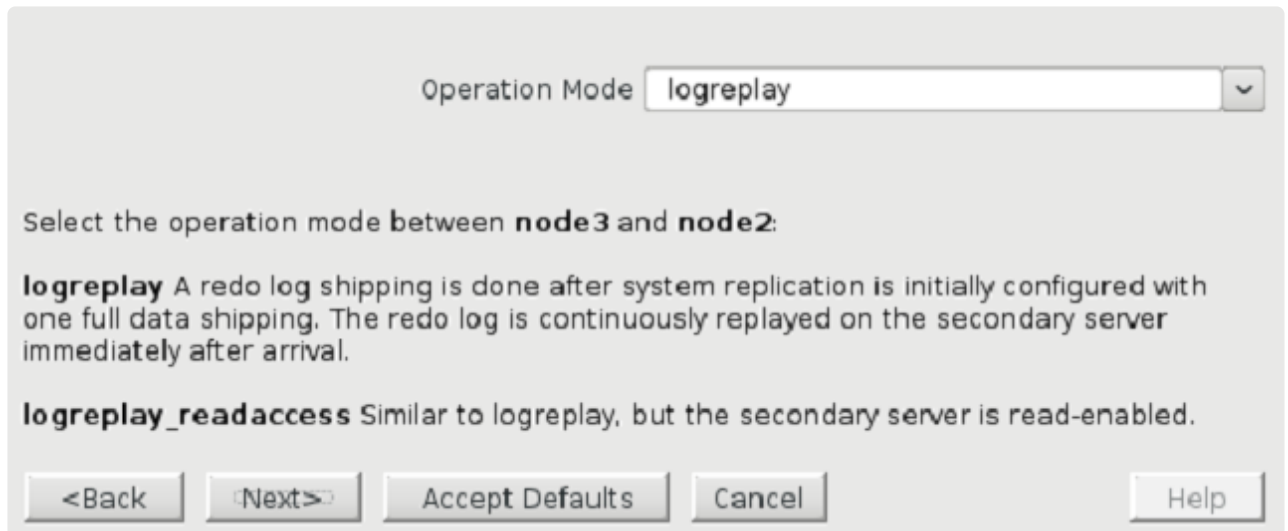 Operation Mode logreplay
Select the operation mode between node3 and node2:
logreplay A redo log shipping is done after system replication is initially configured with
one full data shipping. The redo log is continuously replayed on the secondary server
immediately after arrival.
logreplay_readaccess Similar to logreplay, but the secondary server is read-enabled.
<Back Next> Accept Defaults Cancel Help